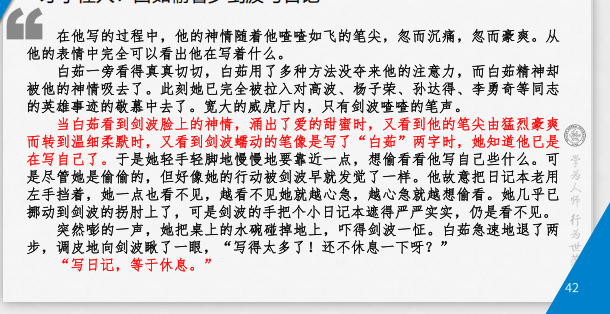 在他写的过程中，他的神情随着他喳喳如飞的笔尖，忽而沉痛，忽而豪爽。从
他的表情中完全可以看出他在写着什么。
白茹一旁看得真真切切，白茹用了多种方法没夺来他的注意力，而白茹精神却
被他的神情吸去了。此刻她已完全被拉入对高波、杨子荣、孙达得、李勇奇等同志
的英雄事迹的敬慕中去了。宽大的威虎厅内，只有剑波喳喳的笔声。
当白茹看到剑波脸上的神情，涌出了爱的甜蜜时，又看到他的笔尖由猛烈豪爽
而转到温细柔默时，又看到剑波蠕动的笔像是写了“白茹”两字时，她知道他已是
在写自己了。于是她轻手轻脚地慢慢地要靠近一点，想偷看看他写自己些什么。可
是尽管她是偷偷的，但好像她的行动被剑波早就发觉了一样。他故意把日记本老用
左手挡着，她一点也看不见，越看不见她就越心急，越心急就越想偷看。她几乎已
挪动到剑波的拐肘上了，可是剑波的手把个小日记本遮得严严实实，仍是看不见。
突然嘭的一声，她把桌上的水碗碰掉地上，吓得剑波一怔。白茹急速地退了两
步，调皮地向剑波瞅了一眼，“写得太多了！还不休息一下呀？”
“写日记，等于休息。”
学为人师 行为世
42